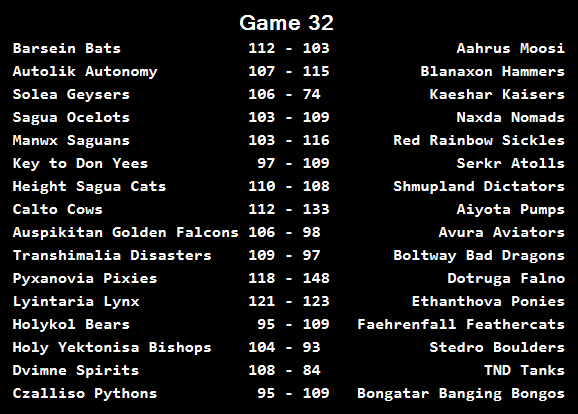 Game 32
Barsein Bats 112 - 103 Aahrus Moosi
Autolik Autonomy 107 - 115 Blanaxon Hammers
Solea Geysers 106 - 74 Kaeshar Kaisers
Sagua Ocelots 103 - 109 Naxda Nomads
Manwx Saguans 103 - 116 Red Rainbow Sickles
Key to Don Yees 97 - 109 Serkr Atolls
Height Sagua Cats 110 - 108 Shmupland Dictators
Calto Cows 112 - 133 Aiyota Pumps
Auspikitan Golden Falcons 106 - 98 Avura Aviators
Transhimalia Disasters 109 - 97 Boltway Bad Dragons
Pyxanovia Pixies 118 - 148 Dotruga Falno
Lyintaria Lynx 121 - 123 Ethanthova Ponies
Holykol Bears 95 - 109 Faehrenfall Feathercats
Holy Yektonisa Bishops 104 - 93 Stedro Boulders
Dvimne Spirits 108 - 84 TND Tanks
Czalliso Pythons 95 - 109 Bongatar Banging Bongos